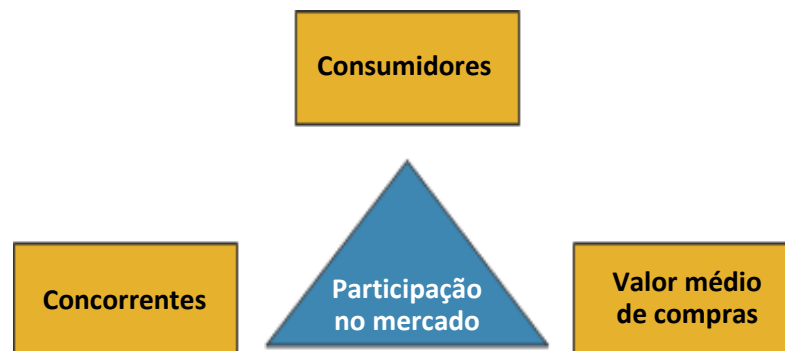 Consumidores
Concorrentes
Participação
no mercado
Valor médio
de compras